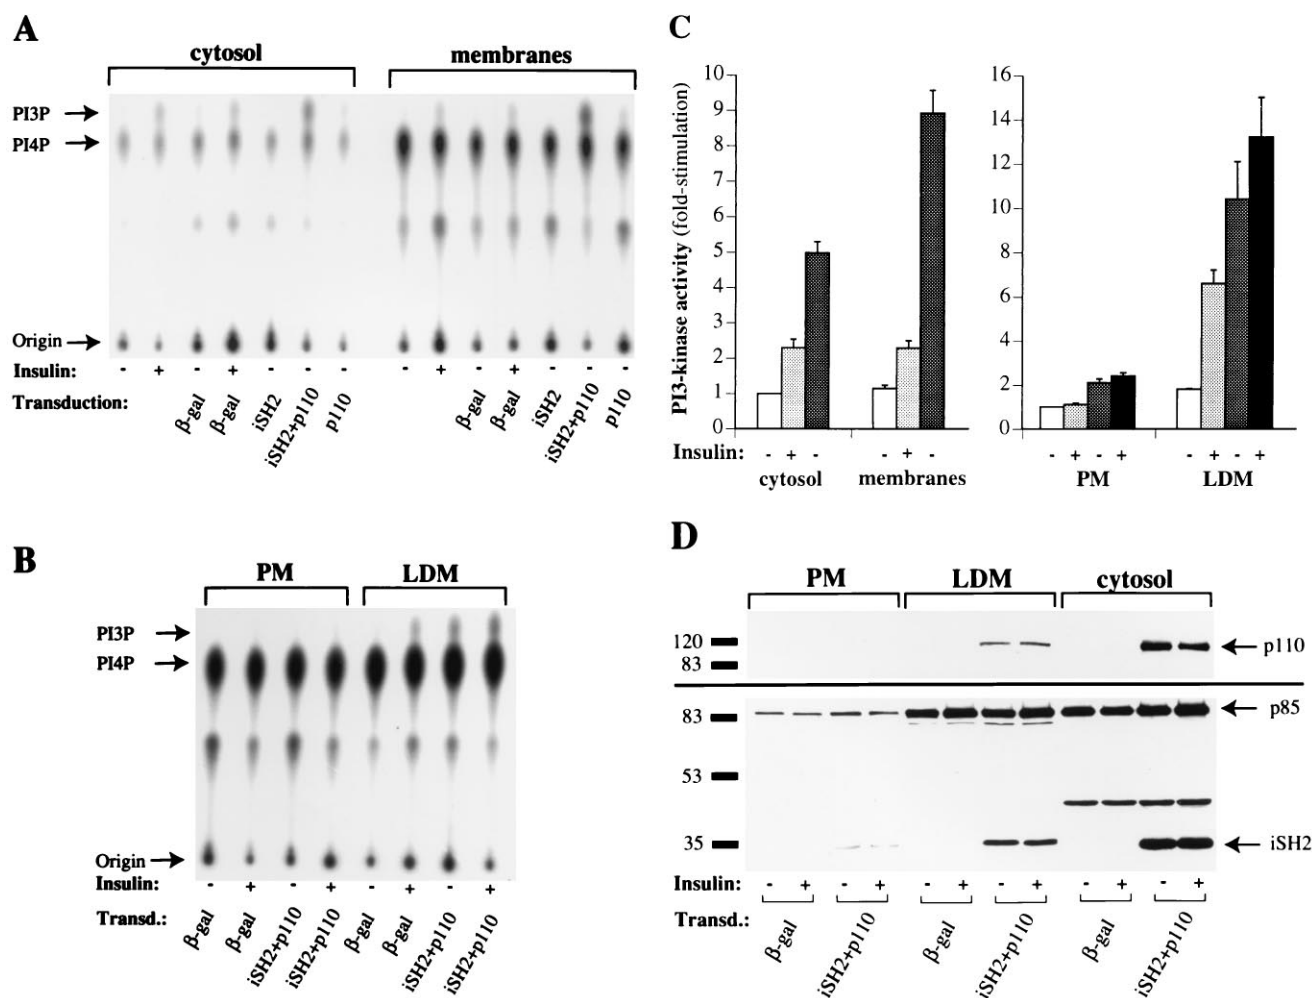 A
cytosol membranes
PI3P
PI4P
Origin
Insulin: - + - + - - - - + - + - - -
Transduction: β-gal β-gal iSH2 iSH2+p110 p110 β-gal β-gal iSH2 iSH2+p110 p110
B
PM LDM
PI3P
PI4P
Origin
Insulin: - + - + - + - +
Transd.: β-gal β-gal iSH2+p110 iSH2+p110 β-gal β-gal iSH2+p110 iSH2+p110
C
PI3-kinase activity (fold-stimulation)
10
9
8
7
6
5
4
3
2
1
0
16
14
12
10
8
6
4
2
0
Insulin: - + - - + - - + - + - + - +
cytosol membranes PM LDM
D
PM LDM cytosol
120
83
p110
83
p85
53
35
iSH2
Insulin: - + - + - + - + - + - +
Transd.: β-gal iSH2+p110 β-gal iSH2+p110 β-gal iSH2+p110